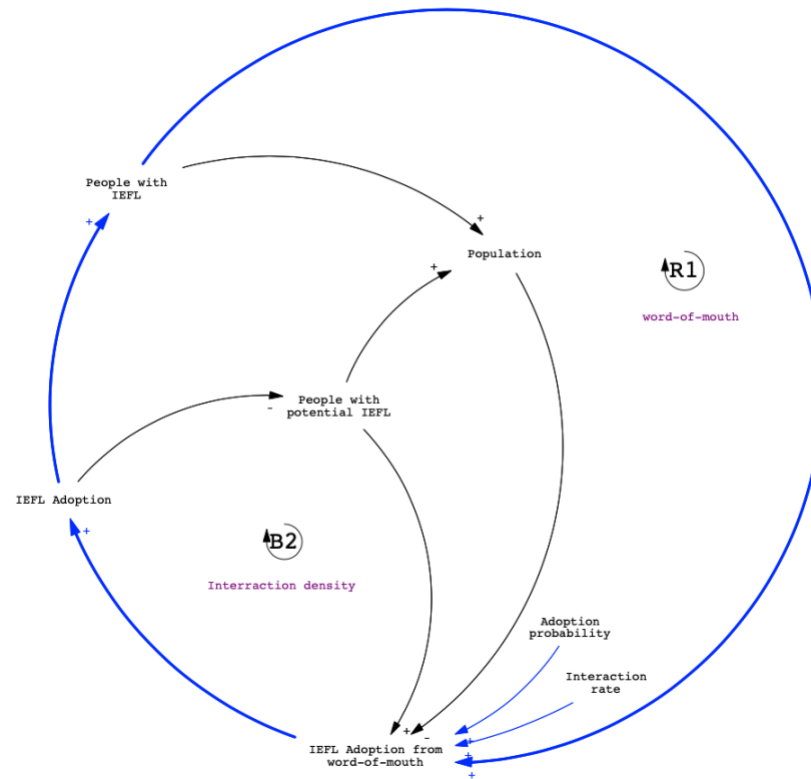 +
People with
IEFL
+
Population
+
R1
word-of-mouth
People with
potential IEFL
-
IEFL Adoption
+
B2
Interraction density
Adoption
probability
Interaction
rate
+
-
+
+
+
IEFL Adoption from
word-of-mouth